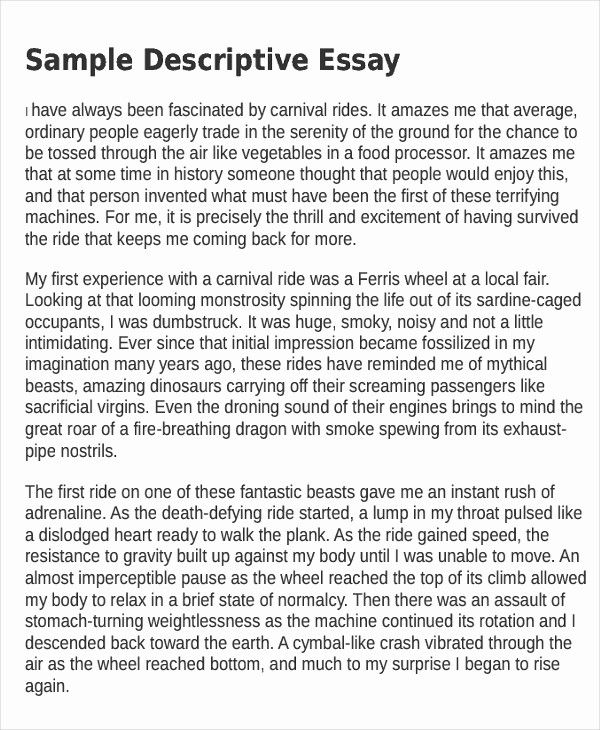 Sample Descriptive Essay
I have always been fascinated by carnival rides. It amazes me that average,
ordinary people eagerly trade in the serenity of the ground for the chance to
be tossed through the air like vegetables in a food processor. It amazes me
that at some time in history someone thought that people would enjoy this,
and that person invented what must have been the first of these terrifying
machines. For me, it is precisely the thrill and excitement of having survived
the ride that keeps me coming back for more.
My first experience with a carnival ride was a Ferris wheel at a local fair.
Looking at that looming monstrosity spinning the life out of its sardine-caged
occupants, I was dumbstruck. It was huge, smoky, noisy and not a little
intimidating. Ever since that initial impression became fossilized in my
imagination many years ago, these rides have reminded me of mythical
beasts, amazing dinosaurs carrying off their screaming passengers like
sacrificial virgins. Even the droning sound of their engines brings to mind the
great roar of a fire-breathing dragon with smoke spewing from its exhaust-
pipe nostrils.
The first ride on one of these fantastic beasts gave me an instant rush of
adrenaline. As the death-defying ride started, a lump in my throat pulsed like
a dislodged heart ready to walk the plank. As the ride gained speed, the
resistance to gravity built up against my body until I was unable to move. An
almost imperceptible pause as the wheel reached the top of its climb allowed
my body to relax in a brief state of normalcy. Then there was an assault of
stomach-turning weightlessness as the machine continued its rotation and I
descended back toward the earth. A cymbal-like crash vibrated through the
air as the wheel reached bottom, and much to my surprise I began to rise
again.